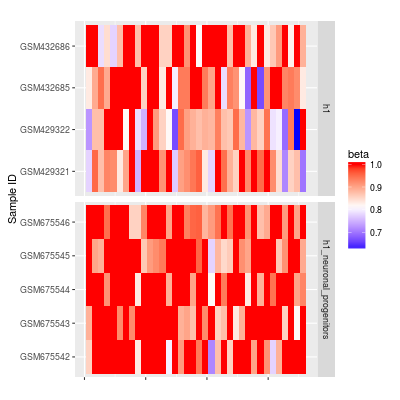 GSM432686
GSM432685
GSM429322
GSM429321
h1
GSM675546
GSM675545
GSM675544
GSM675543
GSM675542
h1_neuronal_progenitors
Sample ID
beta
1.0
0.9
0.8
0.7